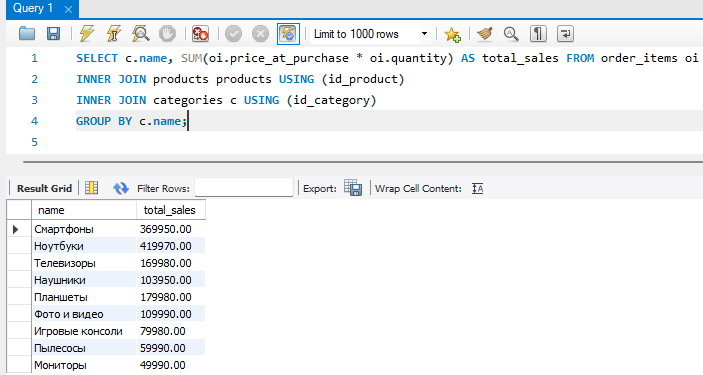 Query 1
Limit to 1000 rows
1 SELECT c.name, SUM(oi.price_at_purchase * oi.quantity) AS total_sales FROM order_items oi
2 INNER JOIN products products USING (id_product)
3 INNER JOIN categories c USING (id_category)
4 GROUP BY c.name;
5
Result Grid Filter Rows: Export: Wrap Cell Content:
name total_sales
Смартфоны 369950.00
Ноутбуки 419970.00
Телевизоры 169980.00
Наушники 103950.00
Планшеты 179980.00
Фото и видео 109990.00
Игровые консоли 79980.00
Пылесосы 59990.00
Мониторы 49990.00